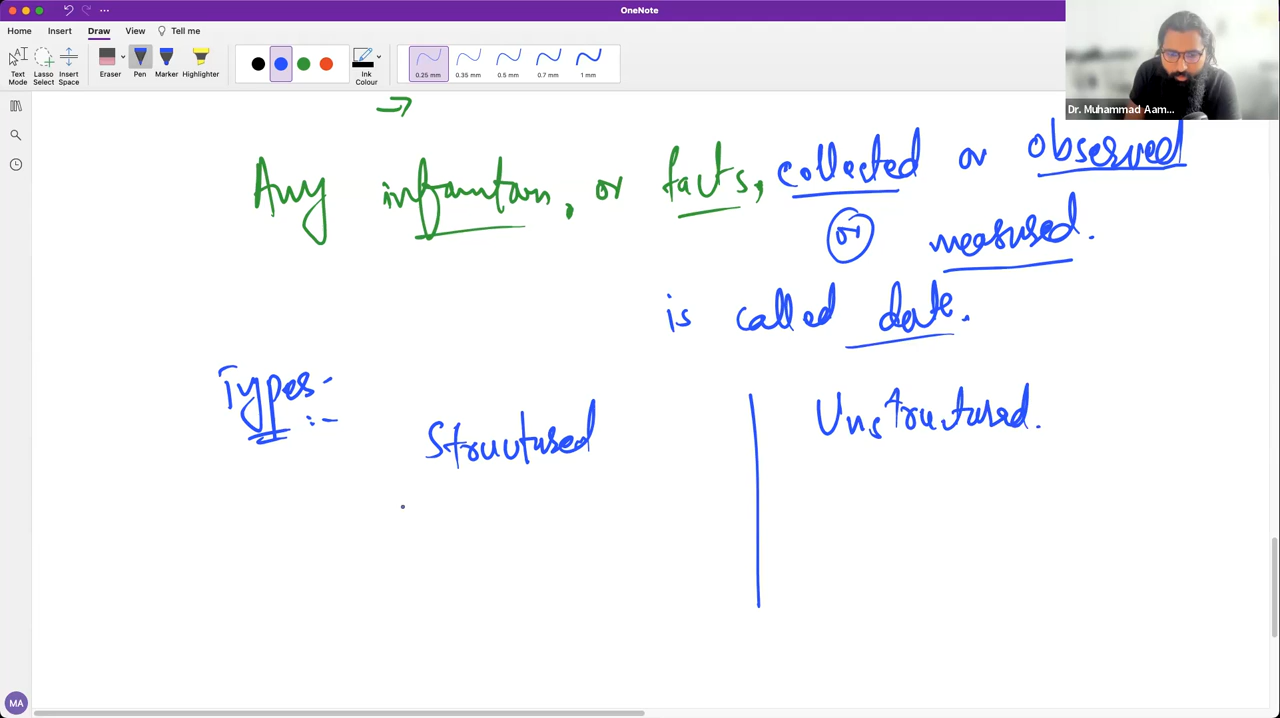 OneNote
Home Insert Draw View Tell me
Text Mode Lasso Select Insert Space Eraser Pen Marker Highlighter Ink Colour 0.25 mm 0.35 mm 0.5 mm 0.7 mm 1 mm
Dr. Muhammad Aam...
Any infrmtan, or facts, collected or observed
or measured.
is called data.
Types :-
Structured Unstructured.
MA